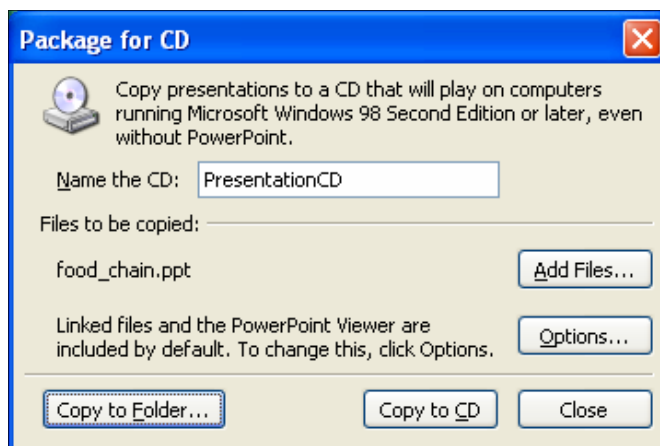 Package for CD
Copy presentations to a CD that will play on computers
running Microsoft Windows 98 Second Edition or later, even
without PowerPoint.
Name the CD: PresentationCD
Files to be copied:
food_chain.ppt
Add Files...
Linked files and the PowerPoint Viewer are
included by default. To change this, click Options.
Options...
Copy to Folder... Copy to CD Close